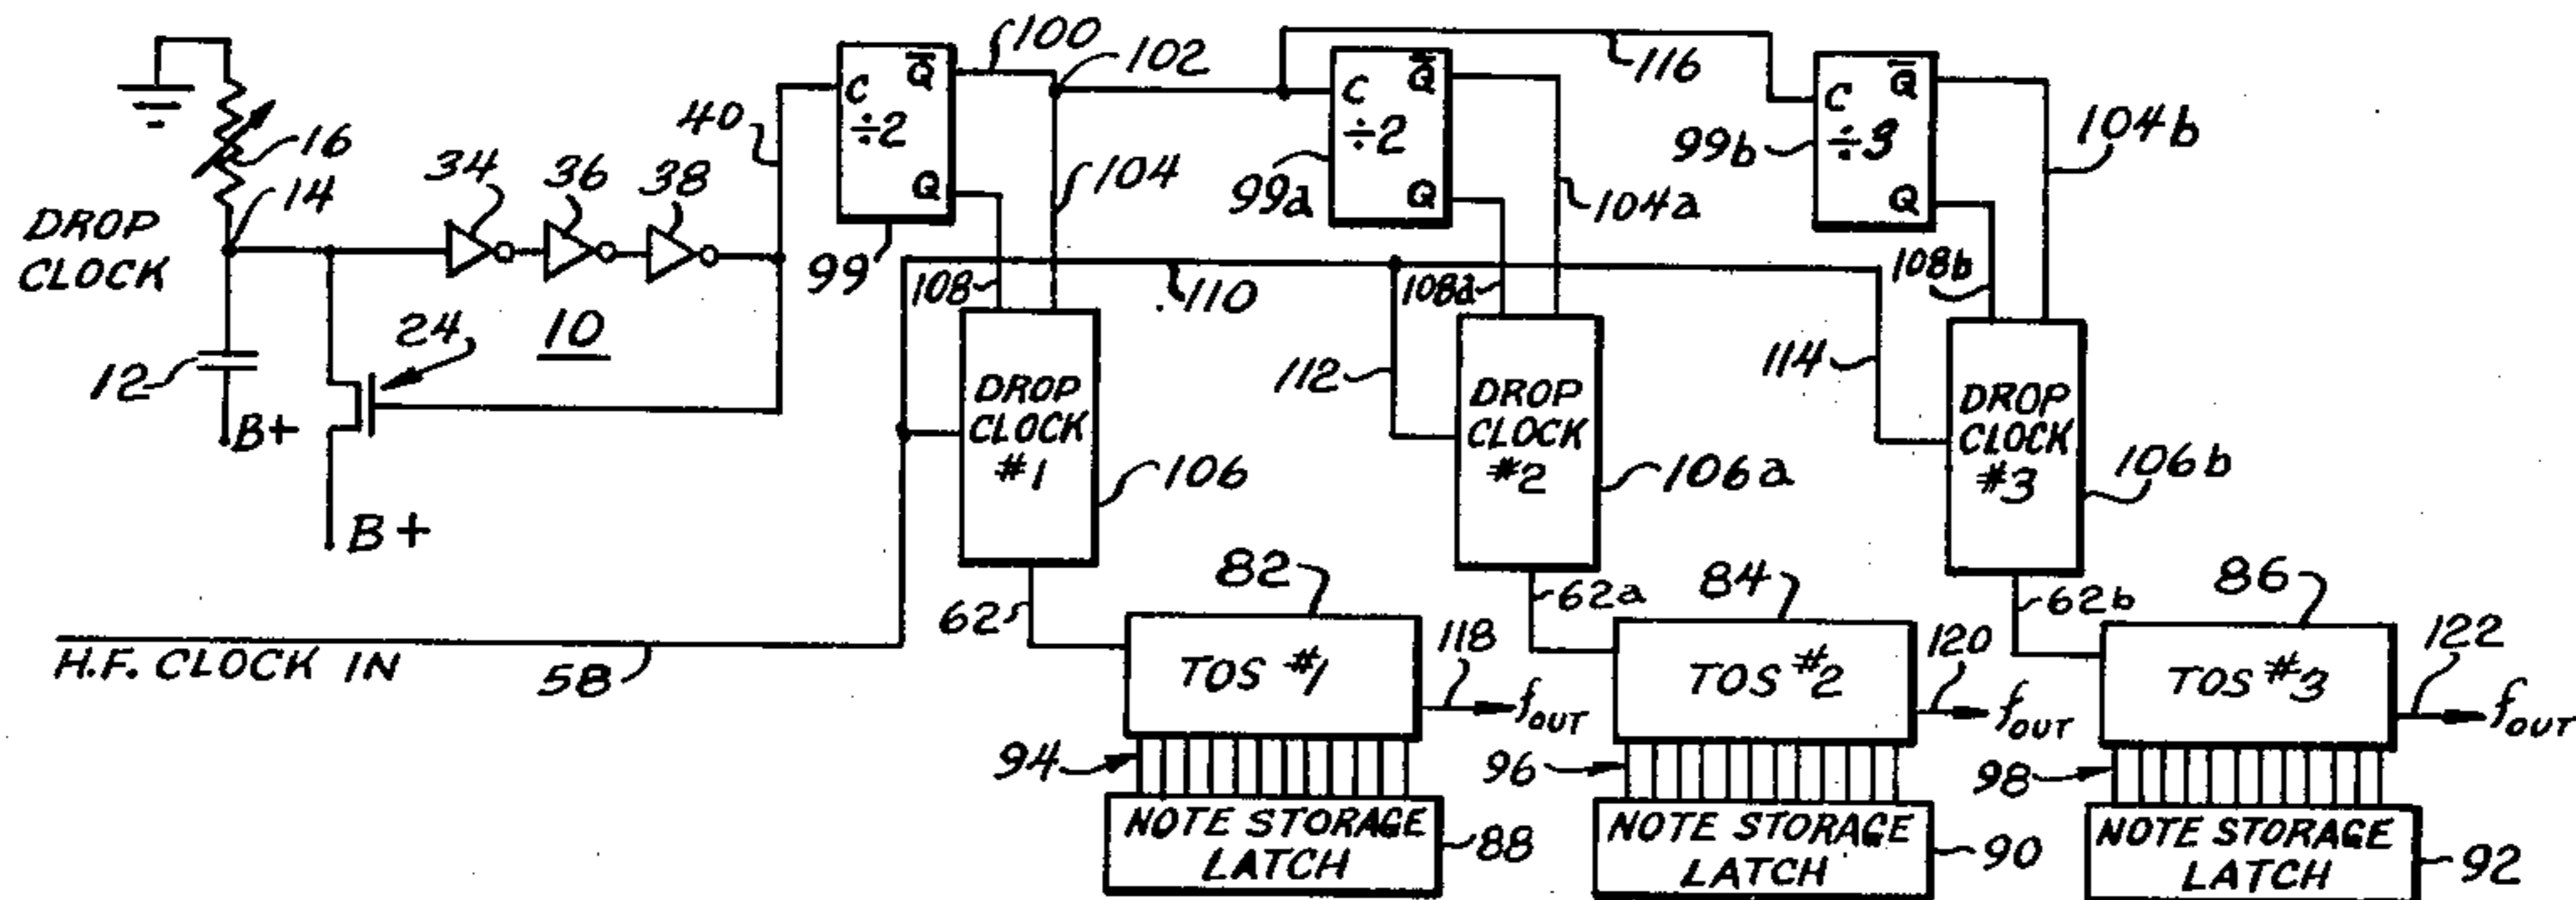 100
102
116
C Q̅
÷2
Q
C Q̅
÷2
Q
C Q̅
÷3
Q
40
16
34
36
38
104
99a
104a
99b
104b
14
DROP
CLOCK
99
108
110
108a
108b
24
10
12
B+
B+
112
114
DROP
CLOCK
#1
106
DROP
CLOCK
#2
106a
DROP
CLOCK
#3
106b
62
82
62a
84
62b
86
H.F. CLOCK IN
58
TOS #1
118
fOUT
TOS #2
120
fOUT
TOS #3
122
fOUT
94
96
98
NOTE STORAGE
LATCH
88
NOTE STORAGE
LATCH
90
NOTE STORAGE
LATCH
92